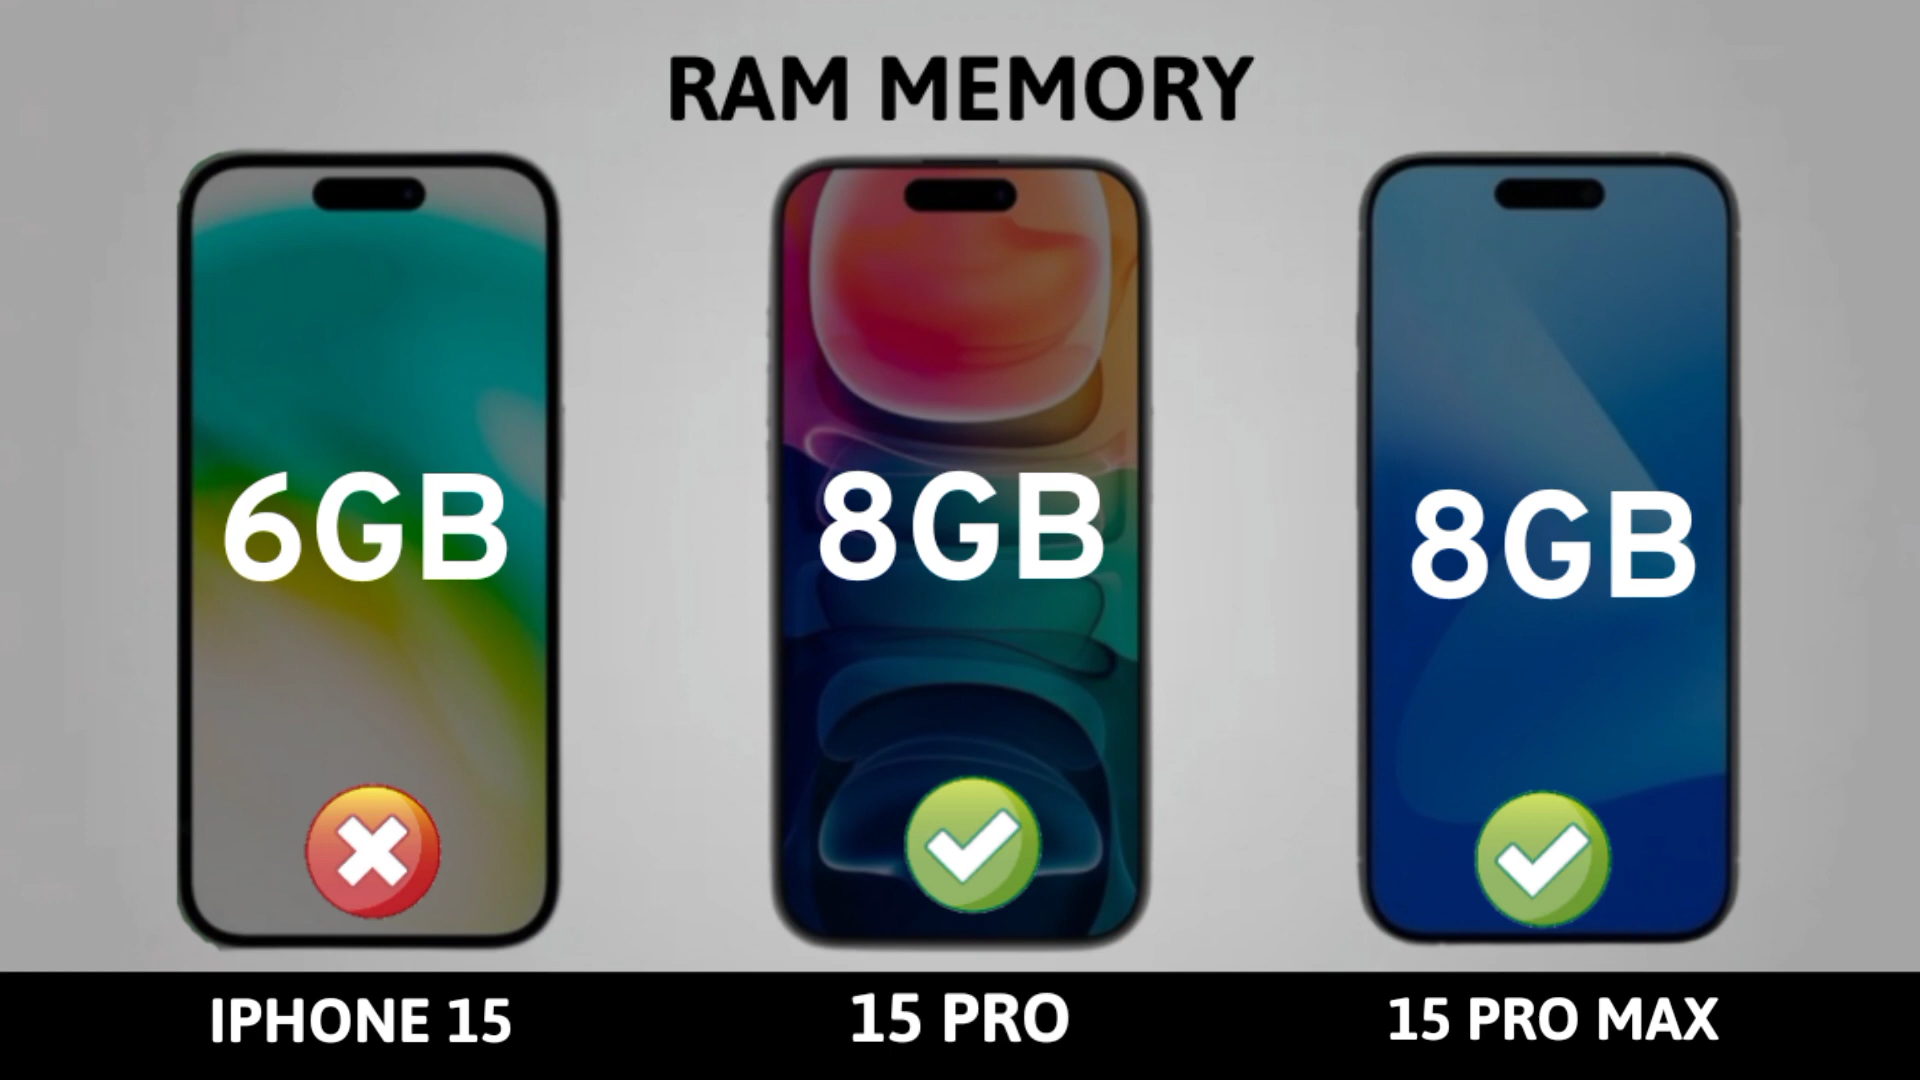 RAM MEMORY
6GB
8GB
8GB
IPHONE 15
15 PRO
15 PRO MAX